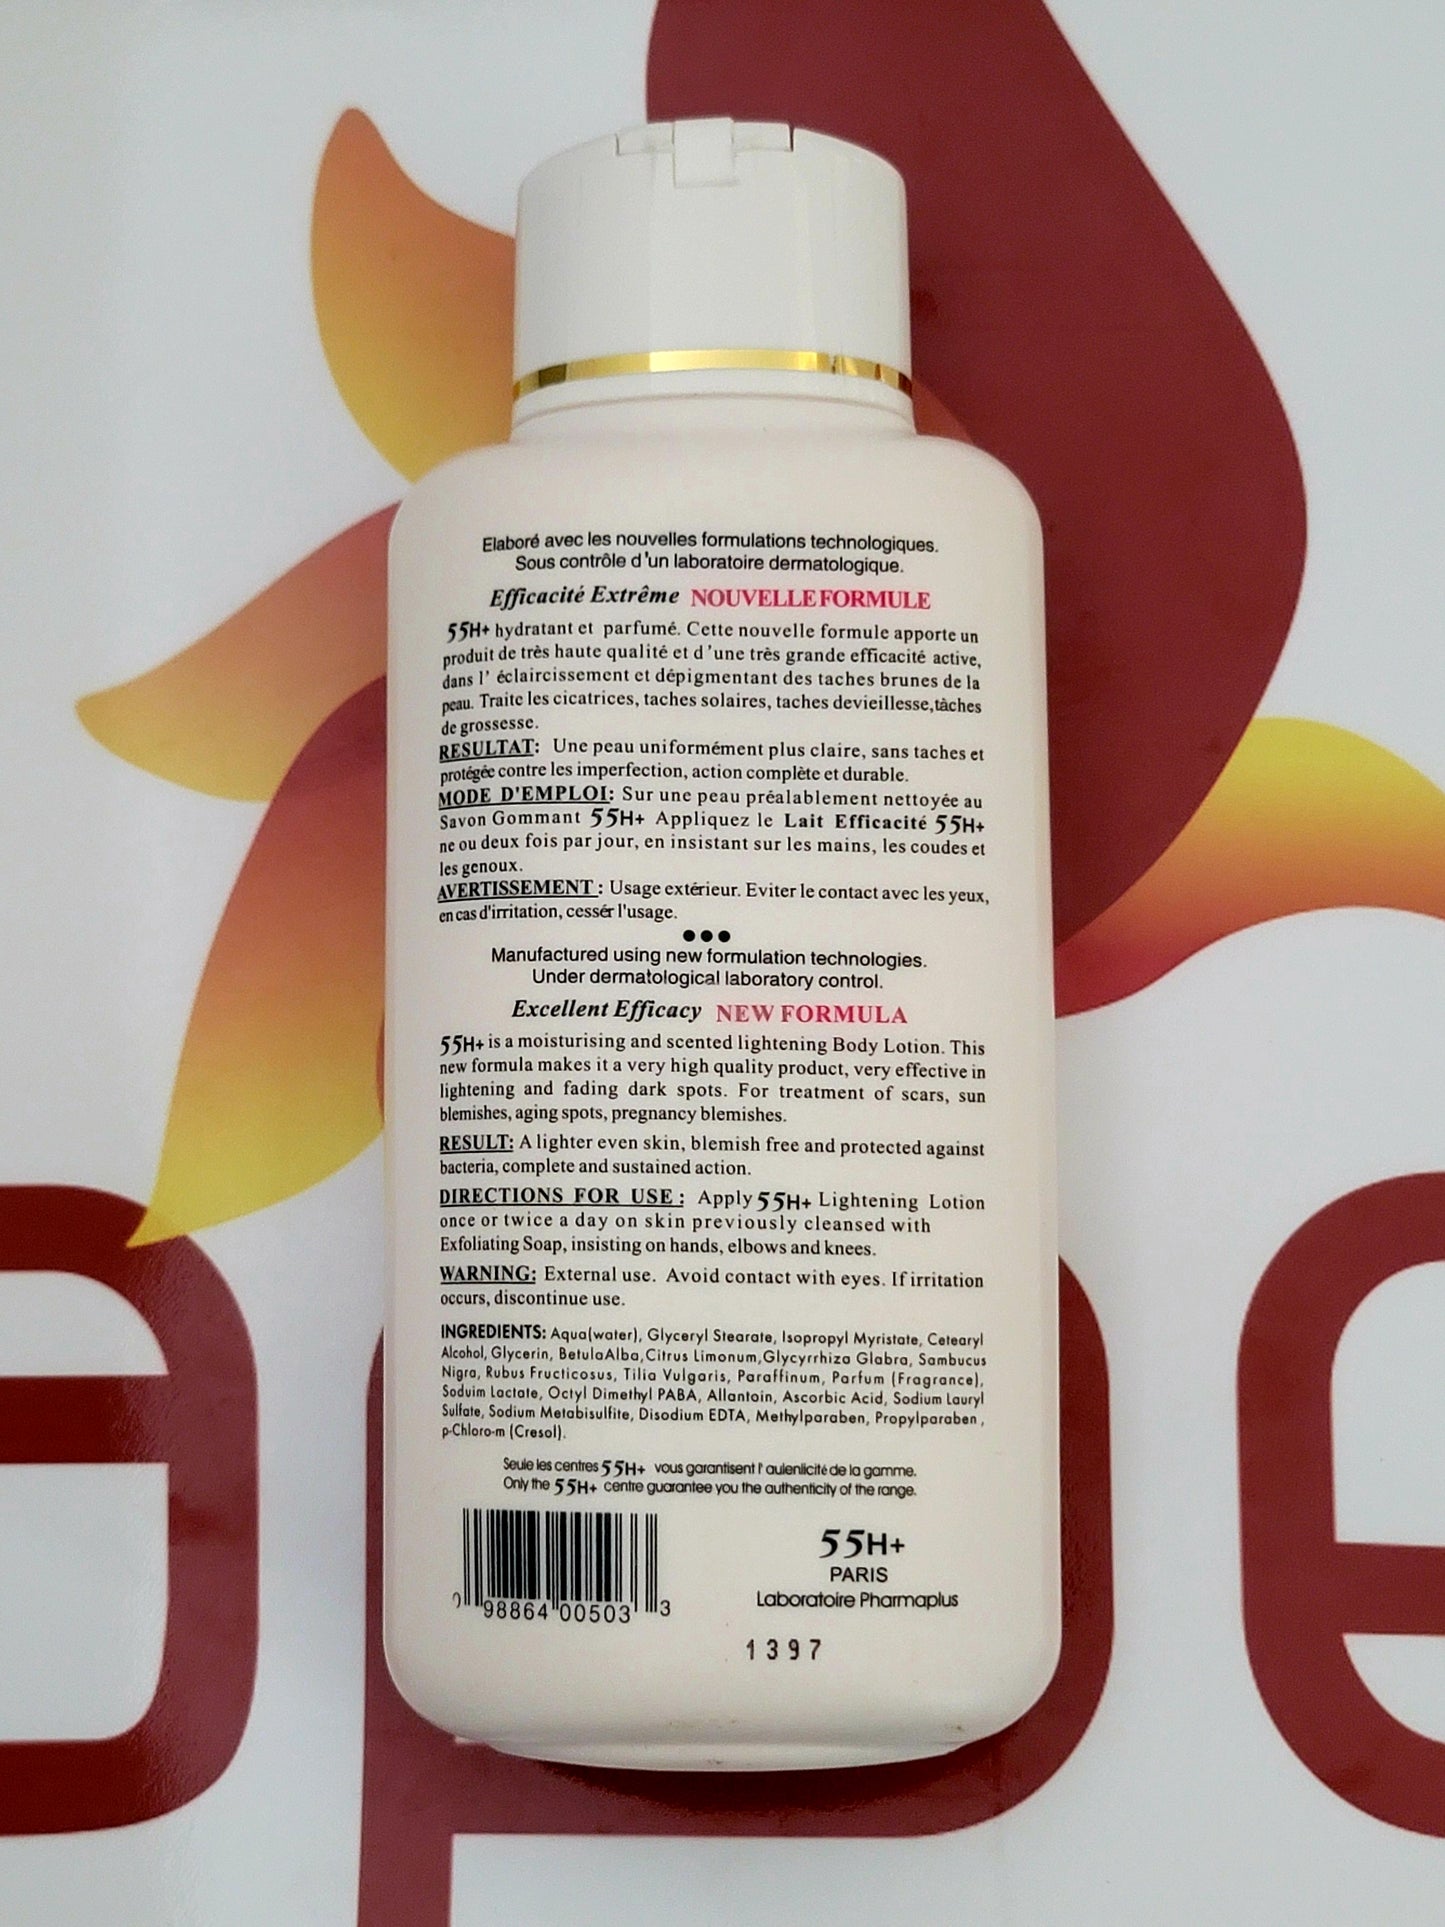 Elaboré avec les nouvelles formulations technologiques.
Sous contrôle d'un laboratoire dermatologique.
Efficacité Extrême NOUVELLE FORMULE
55H+ hydratant et parfumé. Cette nouvelle formule apporte un
produit de très haute qualité et d'une très grande efficacité active,
dans l' éclaircissement et dépigmentant des taches brunes de la
peau. Traite les cicatrices, taches solaires, taches devieillesse,tâches
de grossesse.
RESULTAT: Une peau uniformément plus claire, sans taches et
protégée contre les imperfection, action complète et durable.
MODE D'EMPLOI: Sur une peau préalablement nettoyée au
Savon Gommant 55H+ Appliquez le Lait Efficacité 55H+
ne ou deux fois par jour, en insistant sur les mains, les coudes et
les genoux.
AVERTISSEMENT : Usage extérieur. Eviter le contact avec les yeux,
en cas d'irritation, cessér l'usage.
●●●
Manufactured using new formulation technologies.
Under dermatological laboratory control.
Excellent Efficacy NEW FORMULA
55H+ is a moisturising and scented lightening Body Lotion. This
new formula makes it a very high quality product, very effective in
lightening and fading dark spots. For treatment of scars, sun
blemishes, aging spots, pregnancy blemishes.
RESULT: A lighter even skin, blemish free and protected against
bacteria, complete and sustained action.
DIRECTIONS FOR USE : Apply 55H+ Lightening Lotion
once or twice a day on skin previously cleansed with
Exfoliating Soap, insisting on hands, elbows and knees.
WARNING: External use. Avoid contact with eyes. If irritation
occurs, discontinue use.
INGREDIENTS: Aqua(water), Glyceryl Stearate, Isopropyl Myristate, Cetearyl
Alcohol, Glycerin, BetulaAlba,Citrus Limonum,Glycyrrhiza Glabra, Sambucus
Nigra, Rubus Fructicosus, Tilia Vulgaris, Paraffinum, Parfum (Fragrance),
Soduim Lactate, Octyl Dimethyl PABA, Allantoin, Ascorbic Acid, Sodium Lauryl
Sulfate, Sodium Metabisulfite, Disodium EDTA, Methylparaben, Propylparaben ,
p-Chloro-m (Cresol).
Seule les centres 55H+ vous garantisent l' aulenlicité de la gamme.
Only the 55H+ centre guarantee you the authenticity of the range.
0 98864 00503 3
55H+
PARIS
Laboratoire Pharmaplus
1397